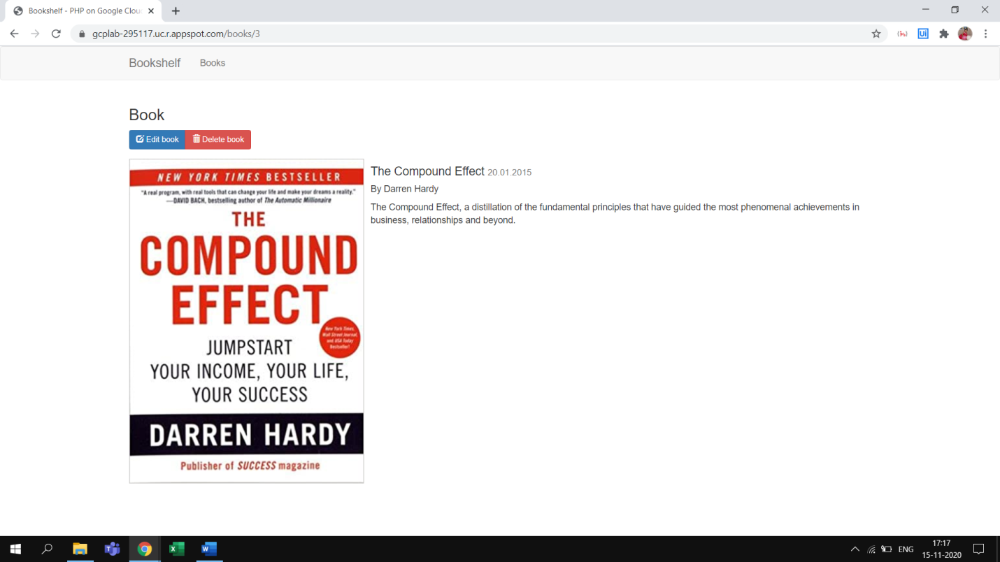 Bookshelf - PHP on Google Clou
gcplab-295117.uc.r.appspot.com/books/3
Ui
Bookshelf Books
Book
Edit book Delete book
NEW YORK TIMES BESTSELLER
"A real program, with real tools that can change your life and make your dreams a reality."
—DAVID BACH, bestselling author of The Automatic Millionaire
THE
COMPOUND
EFFECT
New York Times,
Wall Street Journal,
and USA Today
Bestseller!
JUMPSTART
YOUR INCOME, YOUR LIFE,
YOUR SUCCESS
DARREN HARDY
Publisher of SUCCESS magazine
The Compound Effect 20.01.2015
By Darren Hardy
The Compound Effect, a distillation of the fundamental principles that have guided the most phenomenal achievements in
business, relationships and beyond.
ENG
17:17
15-11-2020